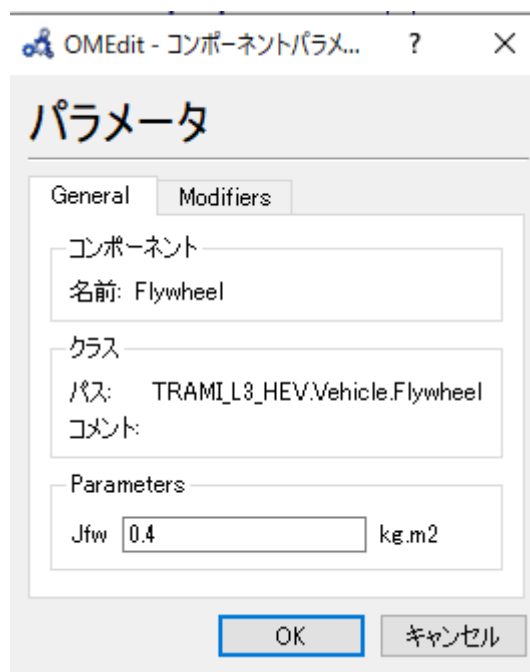 OMEdit - コンポーネントパラメ... ? ×
パラメータ
General Modifiers
コンポーネント
名前: Flywheel
クラス
パス: TRAMI_L3_HEV.Vehicle.Flywheel
コメント:
Parameters
Jfw 0.4 kg.m2
OK キャンセル